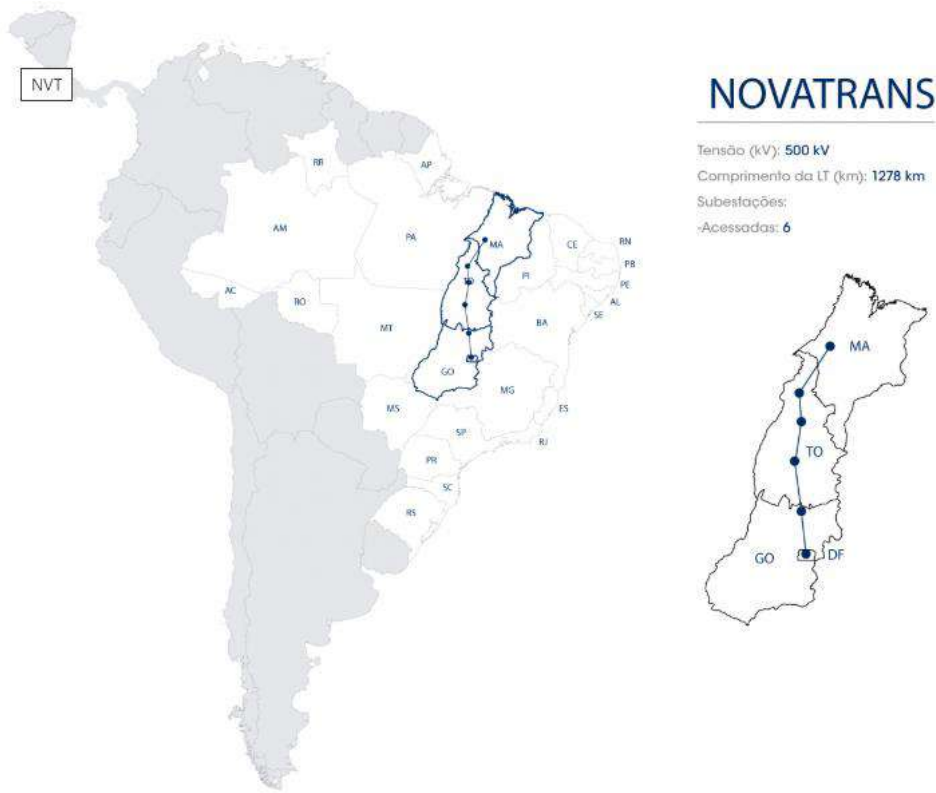 NVT
NOVATRANS
Tensão (kV): 500 kV
Comprimento da LT (km): 1278 km
Subestações:
-Acessadas: 6
RR
AP
AM
PA
MA
CE
RN
PB
PI
PE
AL
SE
TO
AC
RO
MT
BA
GO
MG
MS
ES
SP
RJ
PR
SC
RS
MA
TO
GO
DF